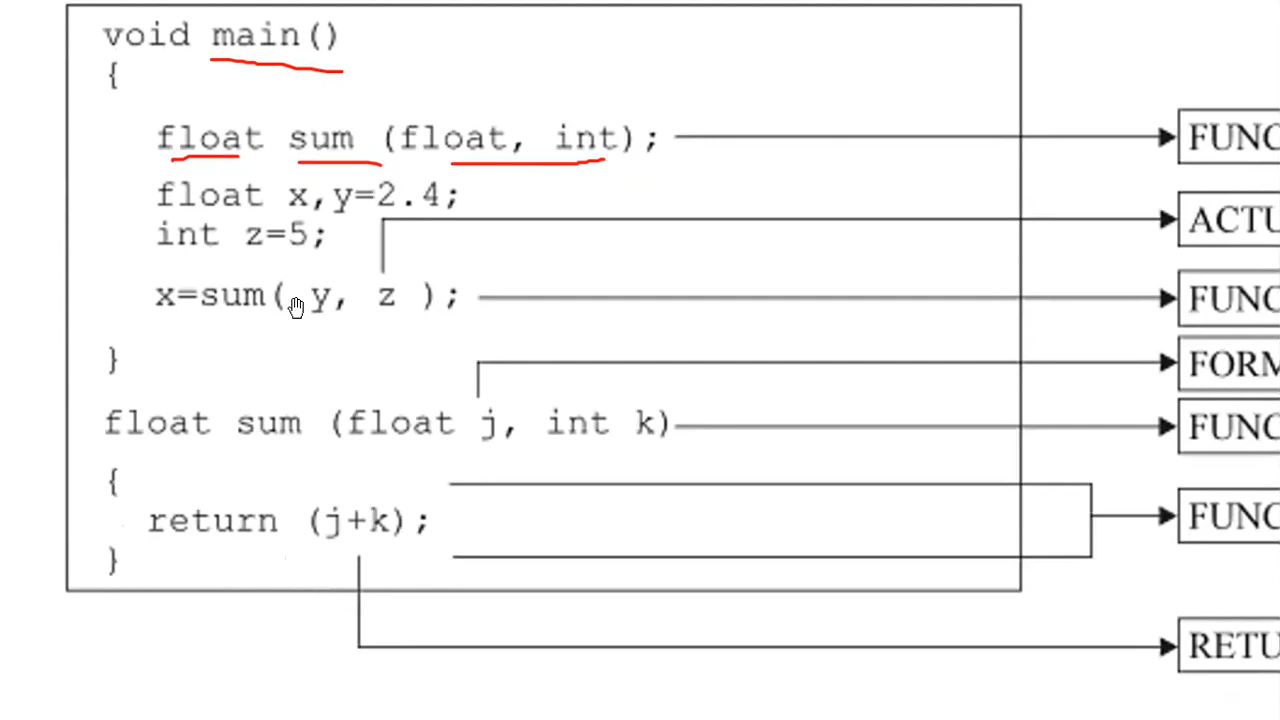 void main()
{
float sum (float, int);
FUNC
float x,y=2.4;
ACTU
int z=5;
x=sum( y, z );
FUNC
}
FORM
float sum (float j, int k)
FUNC
{
return (j+k);
FUNC
}
RETU